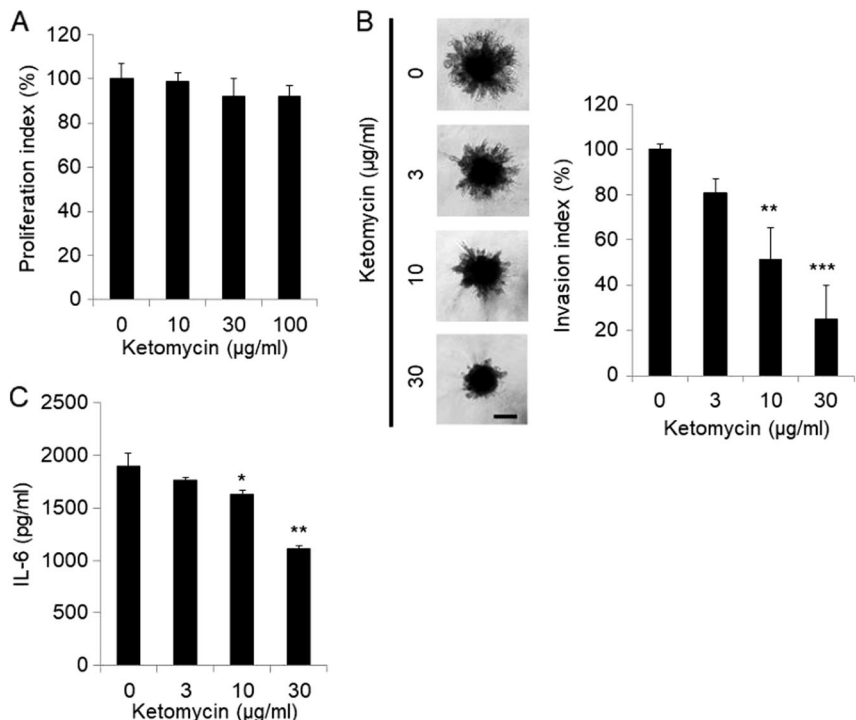 A
120
100
80
60
40
20
0
Proliferation index (%)
0 10 30 100
Ketomycin (µg/ml)
B
Ketomycin (µg/ml)
0
3
10
30
120
100
80
60
40
20
0
Invasion index (%)
**
***
0 3 10 30
Ketomycin (µg/ml)
C
2500
2000
1500
1000
500
0
IL-6 (pg/ml)
*
**
0 3 10 30
Ketomycin (µg/ml)